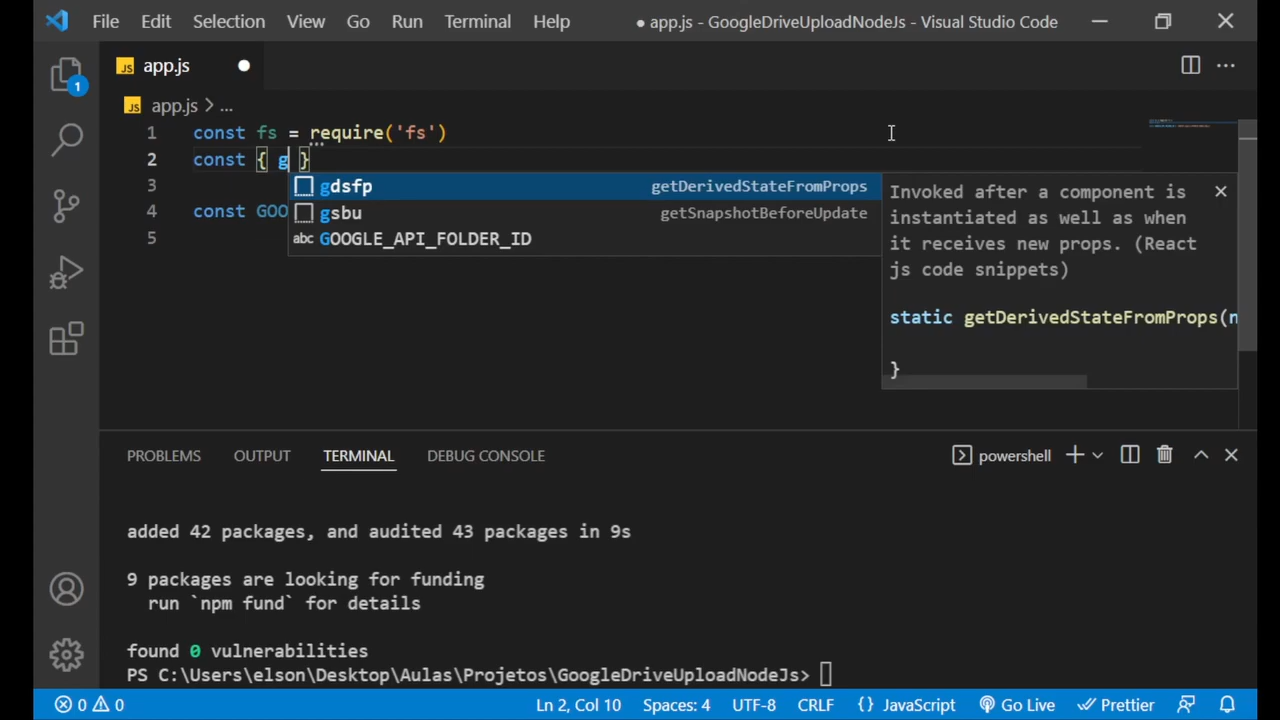 File Edit Selection View Go Run Terminal Help
● app.js - GoogleDriveUploadNodeJs - Visual Studio Code
JS app.js
JS app.js > ...
1 const fs = require('fs')
2 const { g }
3
4 const GOO
5
gdsfp getDerivedStateFromProps
gsbu getSnapshotBeforeUpdate
abc GOOGLE_API_FOLDER_ID
Invoked after a component is
instantiated as well as when
it receives new props. (React
js code snippets)
static getDerivedStateFromProps(n
}
1
PROBLEMS OUTPUT TERMINAL DEBUG CONSOLE
powershell
added 42 packages, and audited 43 packages in 9s
9 packages are looking for funding
run `npm fund` for details
found 0 vulnerabilities
PS C:\Users\elson\Desktop\Aulas\Projetos\GoogleDriveUploadNodeJs>
0 0 Ln 2, Col 10 Spaces: 4 UTF-8 CRLF {} JavaScript Go Live Prettier